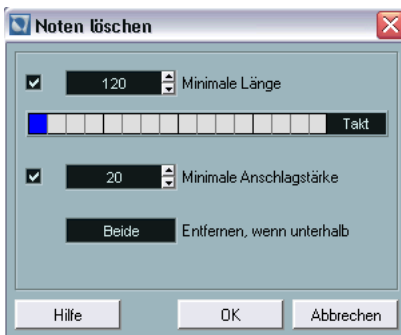 Noten löschen
120 Minimale Länge
Takt
20 Minimale Anschlagstärke
Beide Entfernen, wenn unterhalb
Hilfe OK Abbrechen